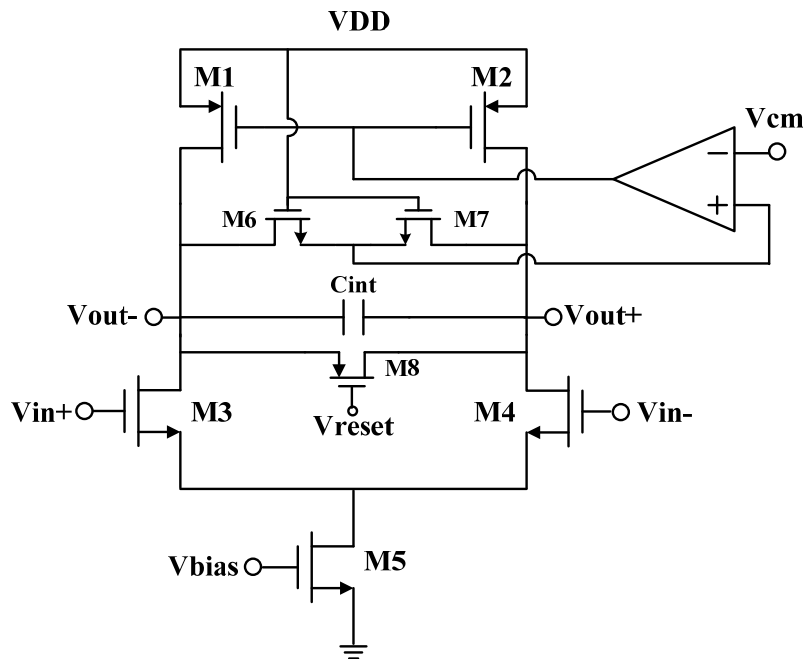 VDD
M1
M2
Vcm
−
+
M6
M7
Cint
Vout-
Vout+
M8
Vin+
M3
Vreset
M4
Vin-
Vbias
M5